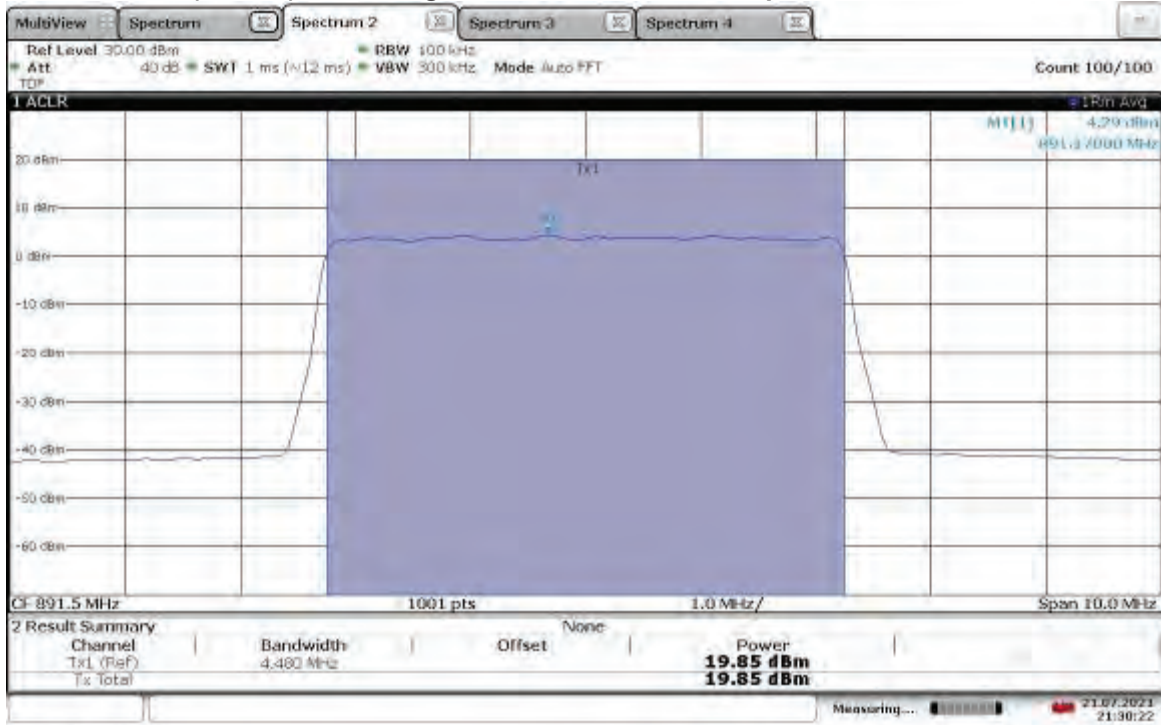 MultiView Spectrum Spectrum 2 Spectrum 3 Spectrum 4
Ref Level 30.00 dBm RBW 100 kHz
Att 40 dB SWT 1 ms (~12 ms) VBW 300 kHz Mode Auto FFT Count 100/100
TDF
1 ACLR 1Rm Avg
M1[1] 4.29 dBm
MHz
20 dBm
Tx1
10 dBm
M1
0 dBm
-10 dBm
-20 dBm
-30 dBm
-40 dBm
-50 dBm
-60 dBm
CF 891.5 MHz 1001 pts 1.0 MHz/ Span 10.0 MHz
2 Result Summary None
Channel Bandwidth Offset Power
Tx1 (Ref) 4.480 MHz 19.85 dBm
Tx Total 19.85 dBm
Measuring... 21.07.2021
21:30:22